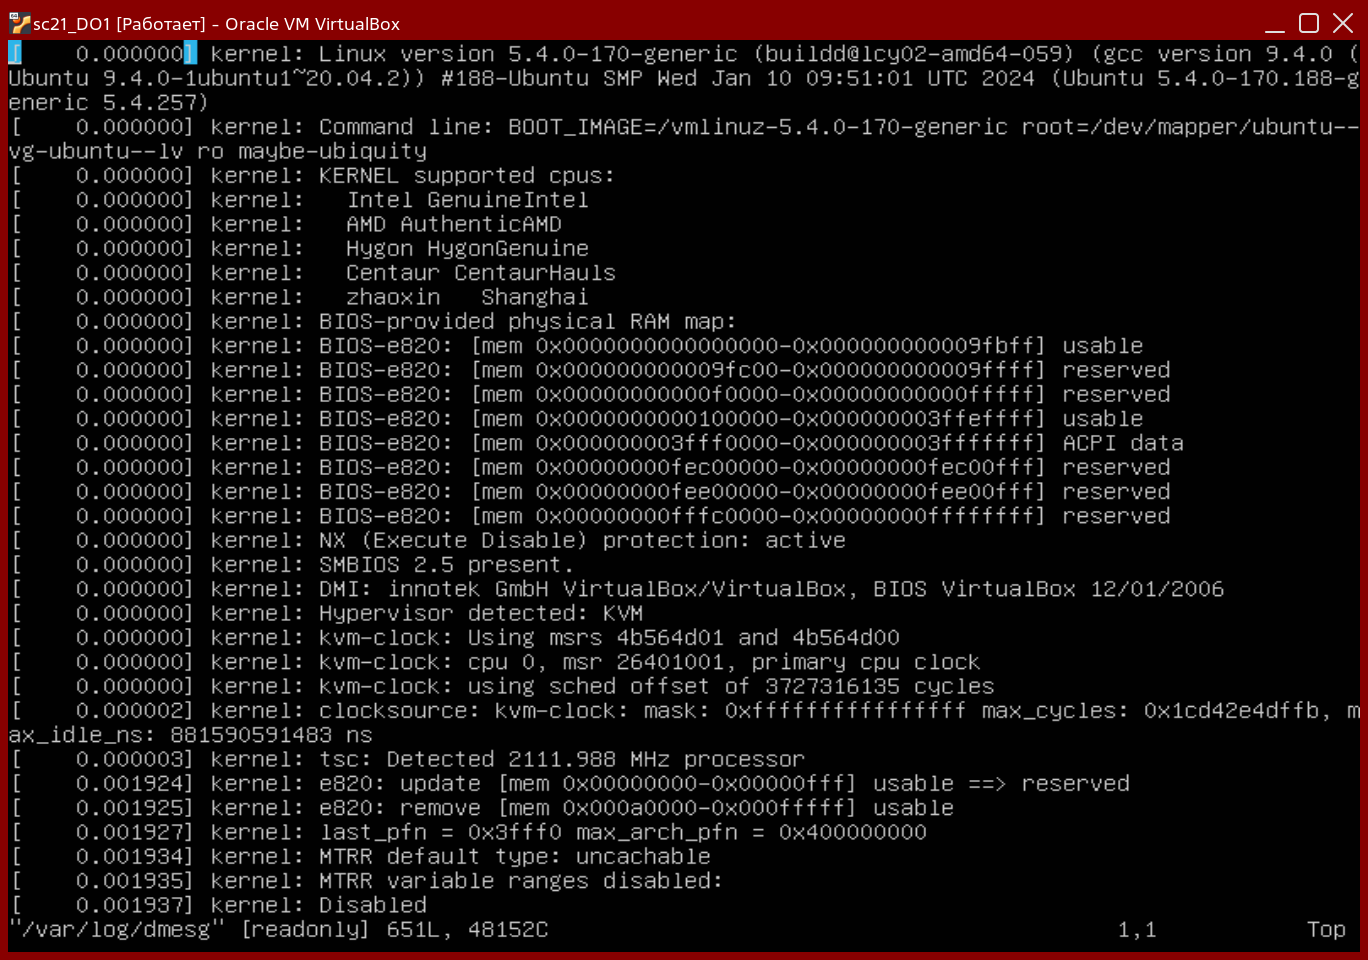 sc21_DO1 [Работает] - Oracle VM VirtualBox
[    0.000000] kernel: Linux version 5.4.0-170-generic (buildd@lcy02-amd64-059) (gcc version 9.4.0 (
Ubuntu 9.4.0-1ubuntu1~20.04.2)) #188-Ubuntu SMP Wed Jan 10 09:51:01 UTC 2024 (Ubuntu 5.4.0-170.188-g
eneric 5.4.257)
[    0.000000] kernel: Command line: BOOT_IMAGE=/vmlinuz-5.4.0-170-generic root=/dev/mapper/ubuntu--
vg-ubuntu--lv ro maybe-ubiquity
[    0.000000] kernel: KERNEL supported cpus:
[    0.000000] kernel:   Intel GenuineIntel
[    0.000000] kernel:   AMD AuthenticAMD
[    0.000000] kernel:   Hygon HygonGenuine
[    0.000000] kernel:   Centaur CentaurHauls
[    0.000000] kernel:   zhaoxin   Shanghai
[    0.000000] kernel: BIOS-provided physical RAM map:
[    0.000000] kernel: BIOS-e820: [mem 0x0000000000000000-0x000000000009fbff] usable
[    0.000000] kernel: BIOS-e820: [mem 0x000000000009fc00-0x000000000009ffff] reserved
[    0.000000] kernel: BIOS-e820: [mem 0x00000000000f0000-0x00000000000fffff] reserved
[    0.000000] kernel: BIOS-e820: [mem 0x0000000000100000-0x000000003ffeffff] usable
[    0.000000] kernel: BIOS-e820: [mem 0x000000003fff0000-0x000000003fffffff] ACPI data
[    0.000000] kernel: BIOS-e820: [mem 0x00000000fec00000-0x00000000fec00fff] reserved
[    0.000000] kernel: BIOS-e820: [mem 0x00000000fee00000-0x00000000fee00fff] reserved
[    0.000000] kernel: BIOS-e820: [mem 0x00000000fffc0000-0x00000000ffffffff] reserved
[    0.000000] kernel: NX (Execute Disable) protection: active
[    0.000000] kernel: SMBIOS 2.5 present.
[    0.000000] kernel: DMI: innotek GmbH VirtualBox/VirtualBox, BIOS VirtualBox 12/01/2006
[    0.000000] kernel: Hypervisor detected: KVM
[    0.000000] kernel: kvm-clock: Using msrs 4b564d01 and 4b564d00
[    0.000000] kernel: kvm-clock: cpu 0, msr 26401001, primary cpu clock
[    0.000000] kernel: kvm-clock: using sched offset of 3727316135 cycles
[    0.000002] kernel: clocksource: kvm-clock: mask: 0xffffffffffffffff max_cycles: 0x1cd42e4dffb, m
ax_idle_ns: 881590591483 ns
[    0.000003] kernel: tsc: Detected 2111.988 MHz processor
[    0.001924] kernel: e820: update [mem 0x00000000-0x00000fff] usable ==> reserved
[    0.001925] kernel: e820: remove [mem 0x000a0000-0x000fffff] usable
[    0.001927] kernel: last_pfn = 0x3fff0 max_arch_pfn = 0x400000000
[    0.001934] kernel: MTRR default type: uncachable
[    0.001935] kernel: MTRR variable ranges disabled:
[    0.001937] kernel: Disabled
"/var/log/dmesg" [readonly] 651L, 48152C    1,1    Top